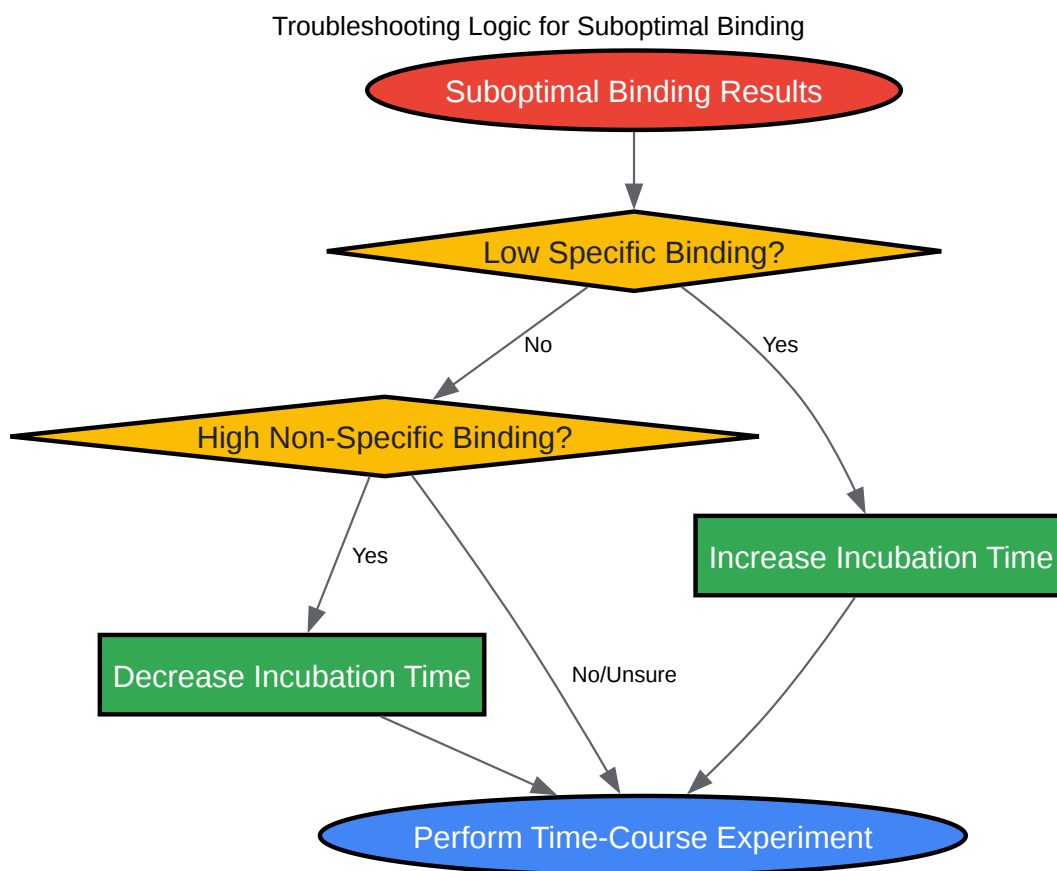 Troubleshooting Logic for Suboptimal Binding
Suboptimal Binding Results
Low Specific Binding?
No
Yes
High Non-Specific Binding?
Yes
Increase Incubation Time
Decrease Incubation Time
No/Unsure
Perform Time-Course Experiment